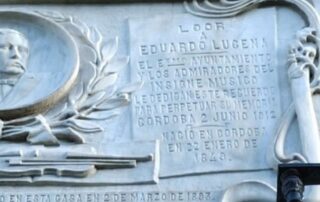 LOOR
A
EDUARDO LUCENA
EL EXMO AYUNTAMIENTO
Y LOS ADMIRADORES DEL
INSIGNE MUSICO
LE DEDICAN ESTE RECUERDO
PARA PERPETUAR SU MEMORIA
CORDOBA 2 JUNIO 1912
NACIÓ EN CORDOBA
EN 22 ENERO DE
1849.
O EN ESTA CASA EN 2 DE MARZO DE 1893.